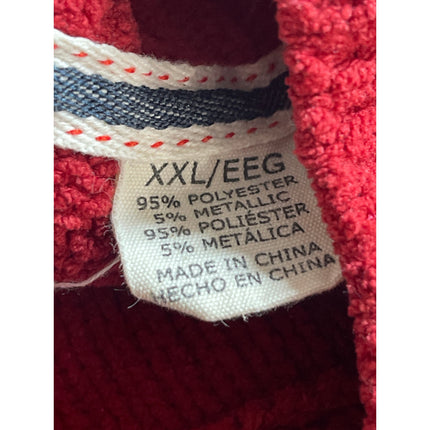 XXL/EEG
95% POLYESTER
5% METALLIC
95% POLIÉSTER
5% METÁLICA
MADE IN CHINA
HECHO EN CHINA